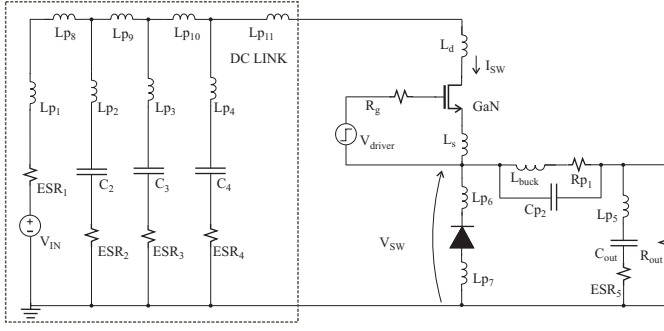 Lp8 Lp9 Lp10 Lp11
DC LINK
Ld
ISW
Rg
GaN
Vdriver
Ls
Lp1 Lp2 Lp3 Lp4
ESR1 C2 C3 C4
VIN
ESR2 ESR3 ESR4
Lbuck Rp1
Cp2
Lp6
VSW
Lp7
Lp5
Cout
Rout
ESR5